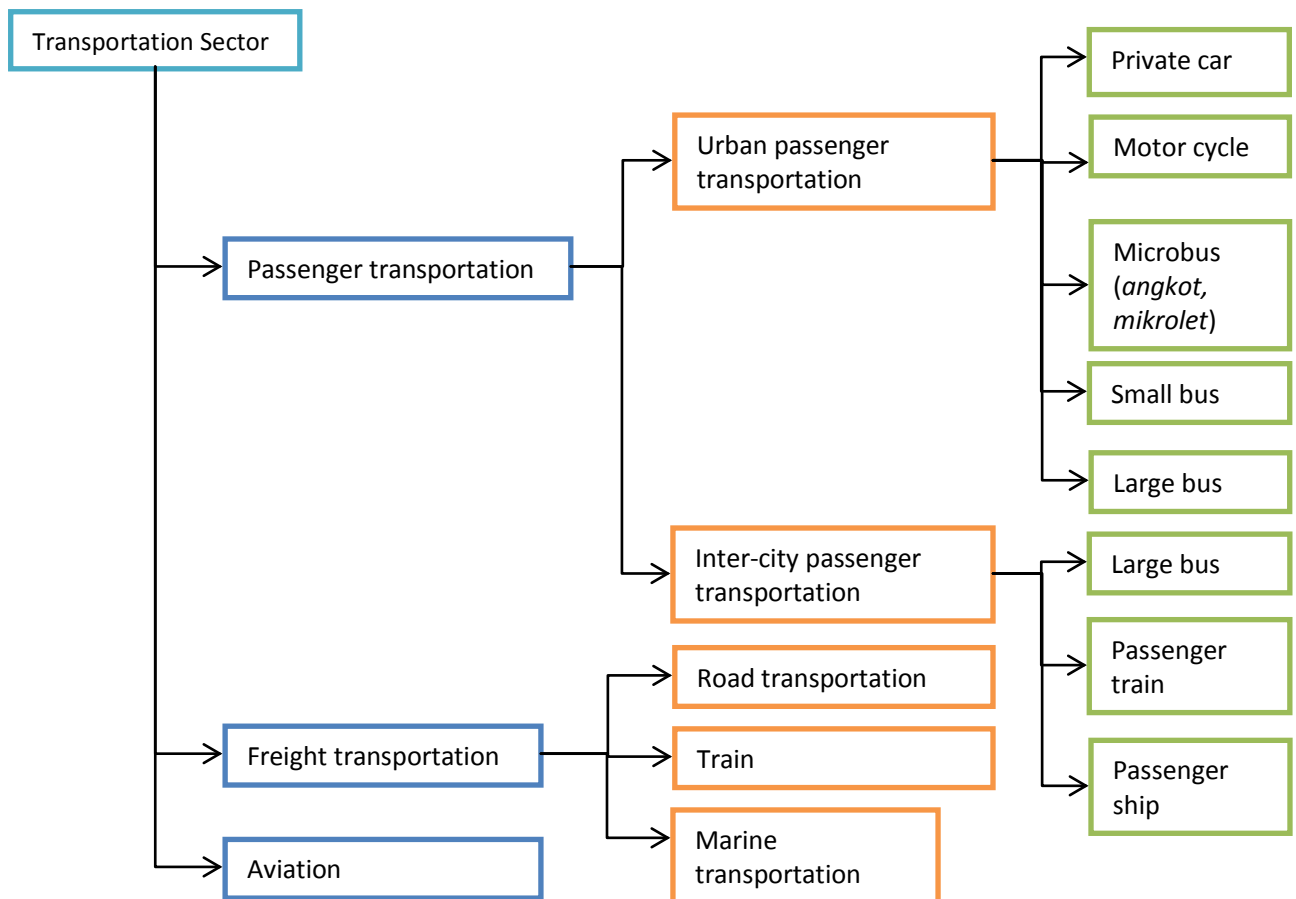 Transportation Sector
Private car
Urban passenger
transportation
Motor cycle
Passenger transportation
Microbus
(angkot,
mikrolet)
Small bus
Large bus
Inter-city passenger
transportation
Large bus
Passenger
train
Road transportation
Freight transportation
Train
Passenger
ship
Aviation
Marine
transportation